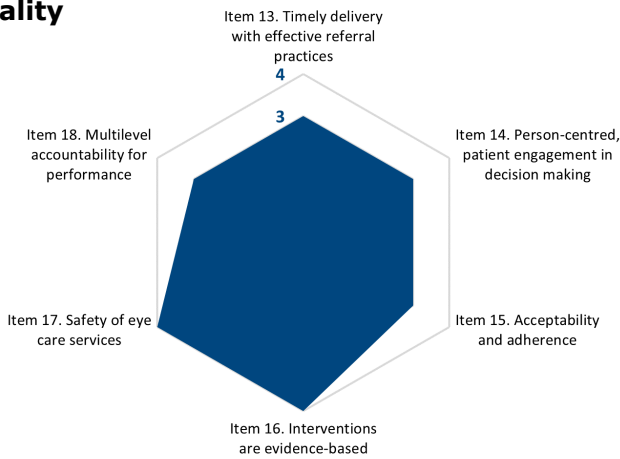 ality
Item 13. Timely delivery
with effective referral
practices
4
3
Item 18. Multilevel
accountability for
performance
Item 14. Person-centred,
patient engagement in
decision making
Item 17. Safety of eye
care services
Item 15. Acceptability
and adherence
Item 16. Interventions
are evidence-based